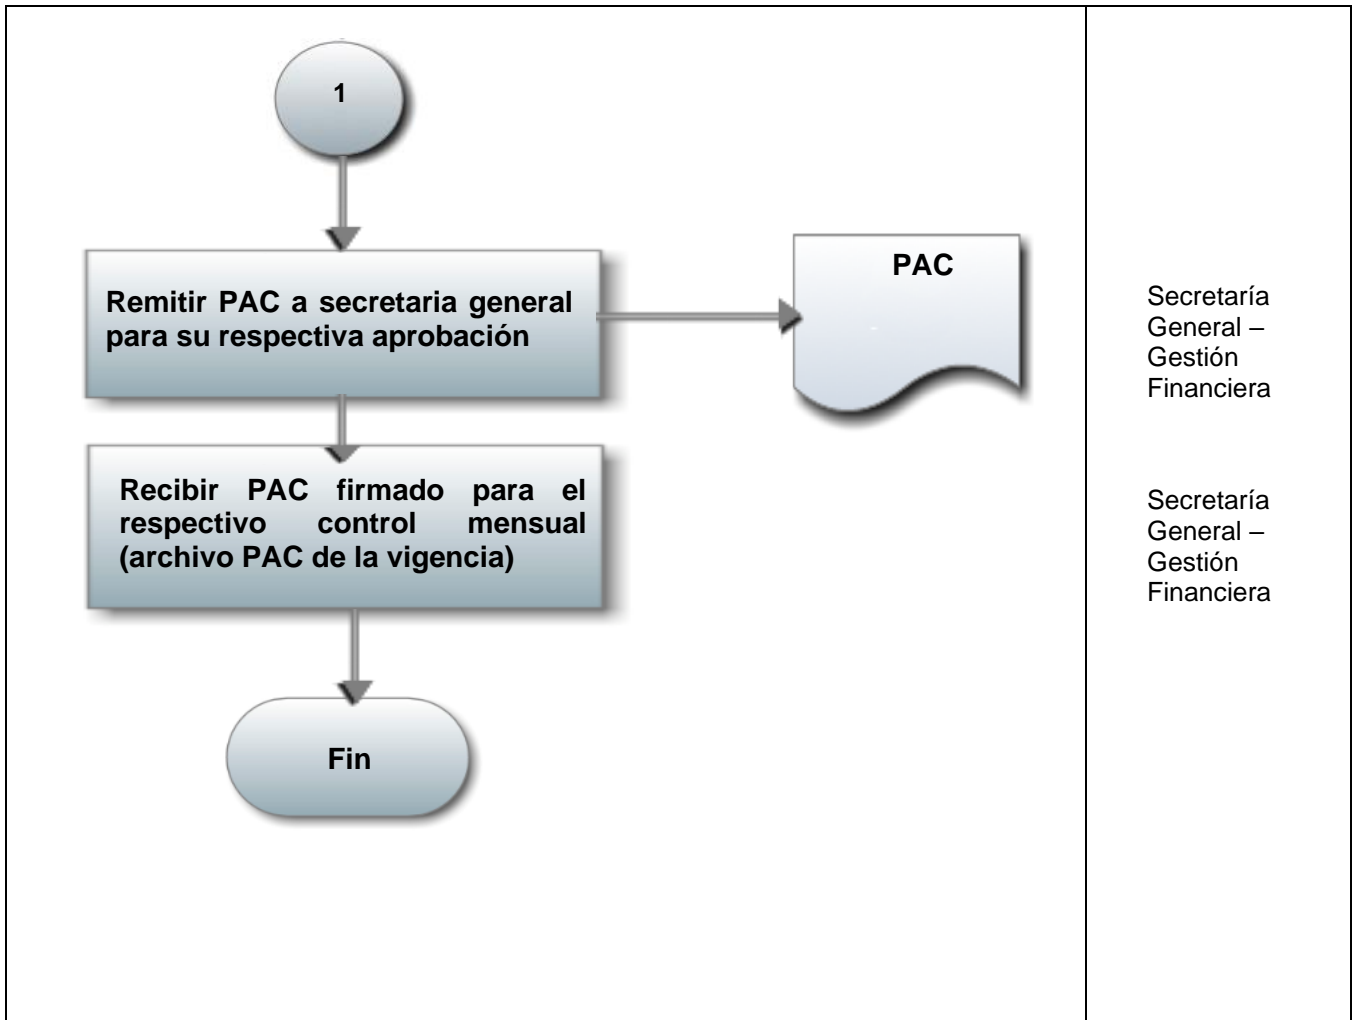 1
Remitir PAC a secretaria general
para su respectiva aprobación
PAC
Secretaría
General –
Gestión
Financiera
Recibir PAC firmado para el
respectivo control mensual
(archivo PAC de la vigencia)
Secretaría
General –
Gestión
Financiera
Fin